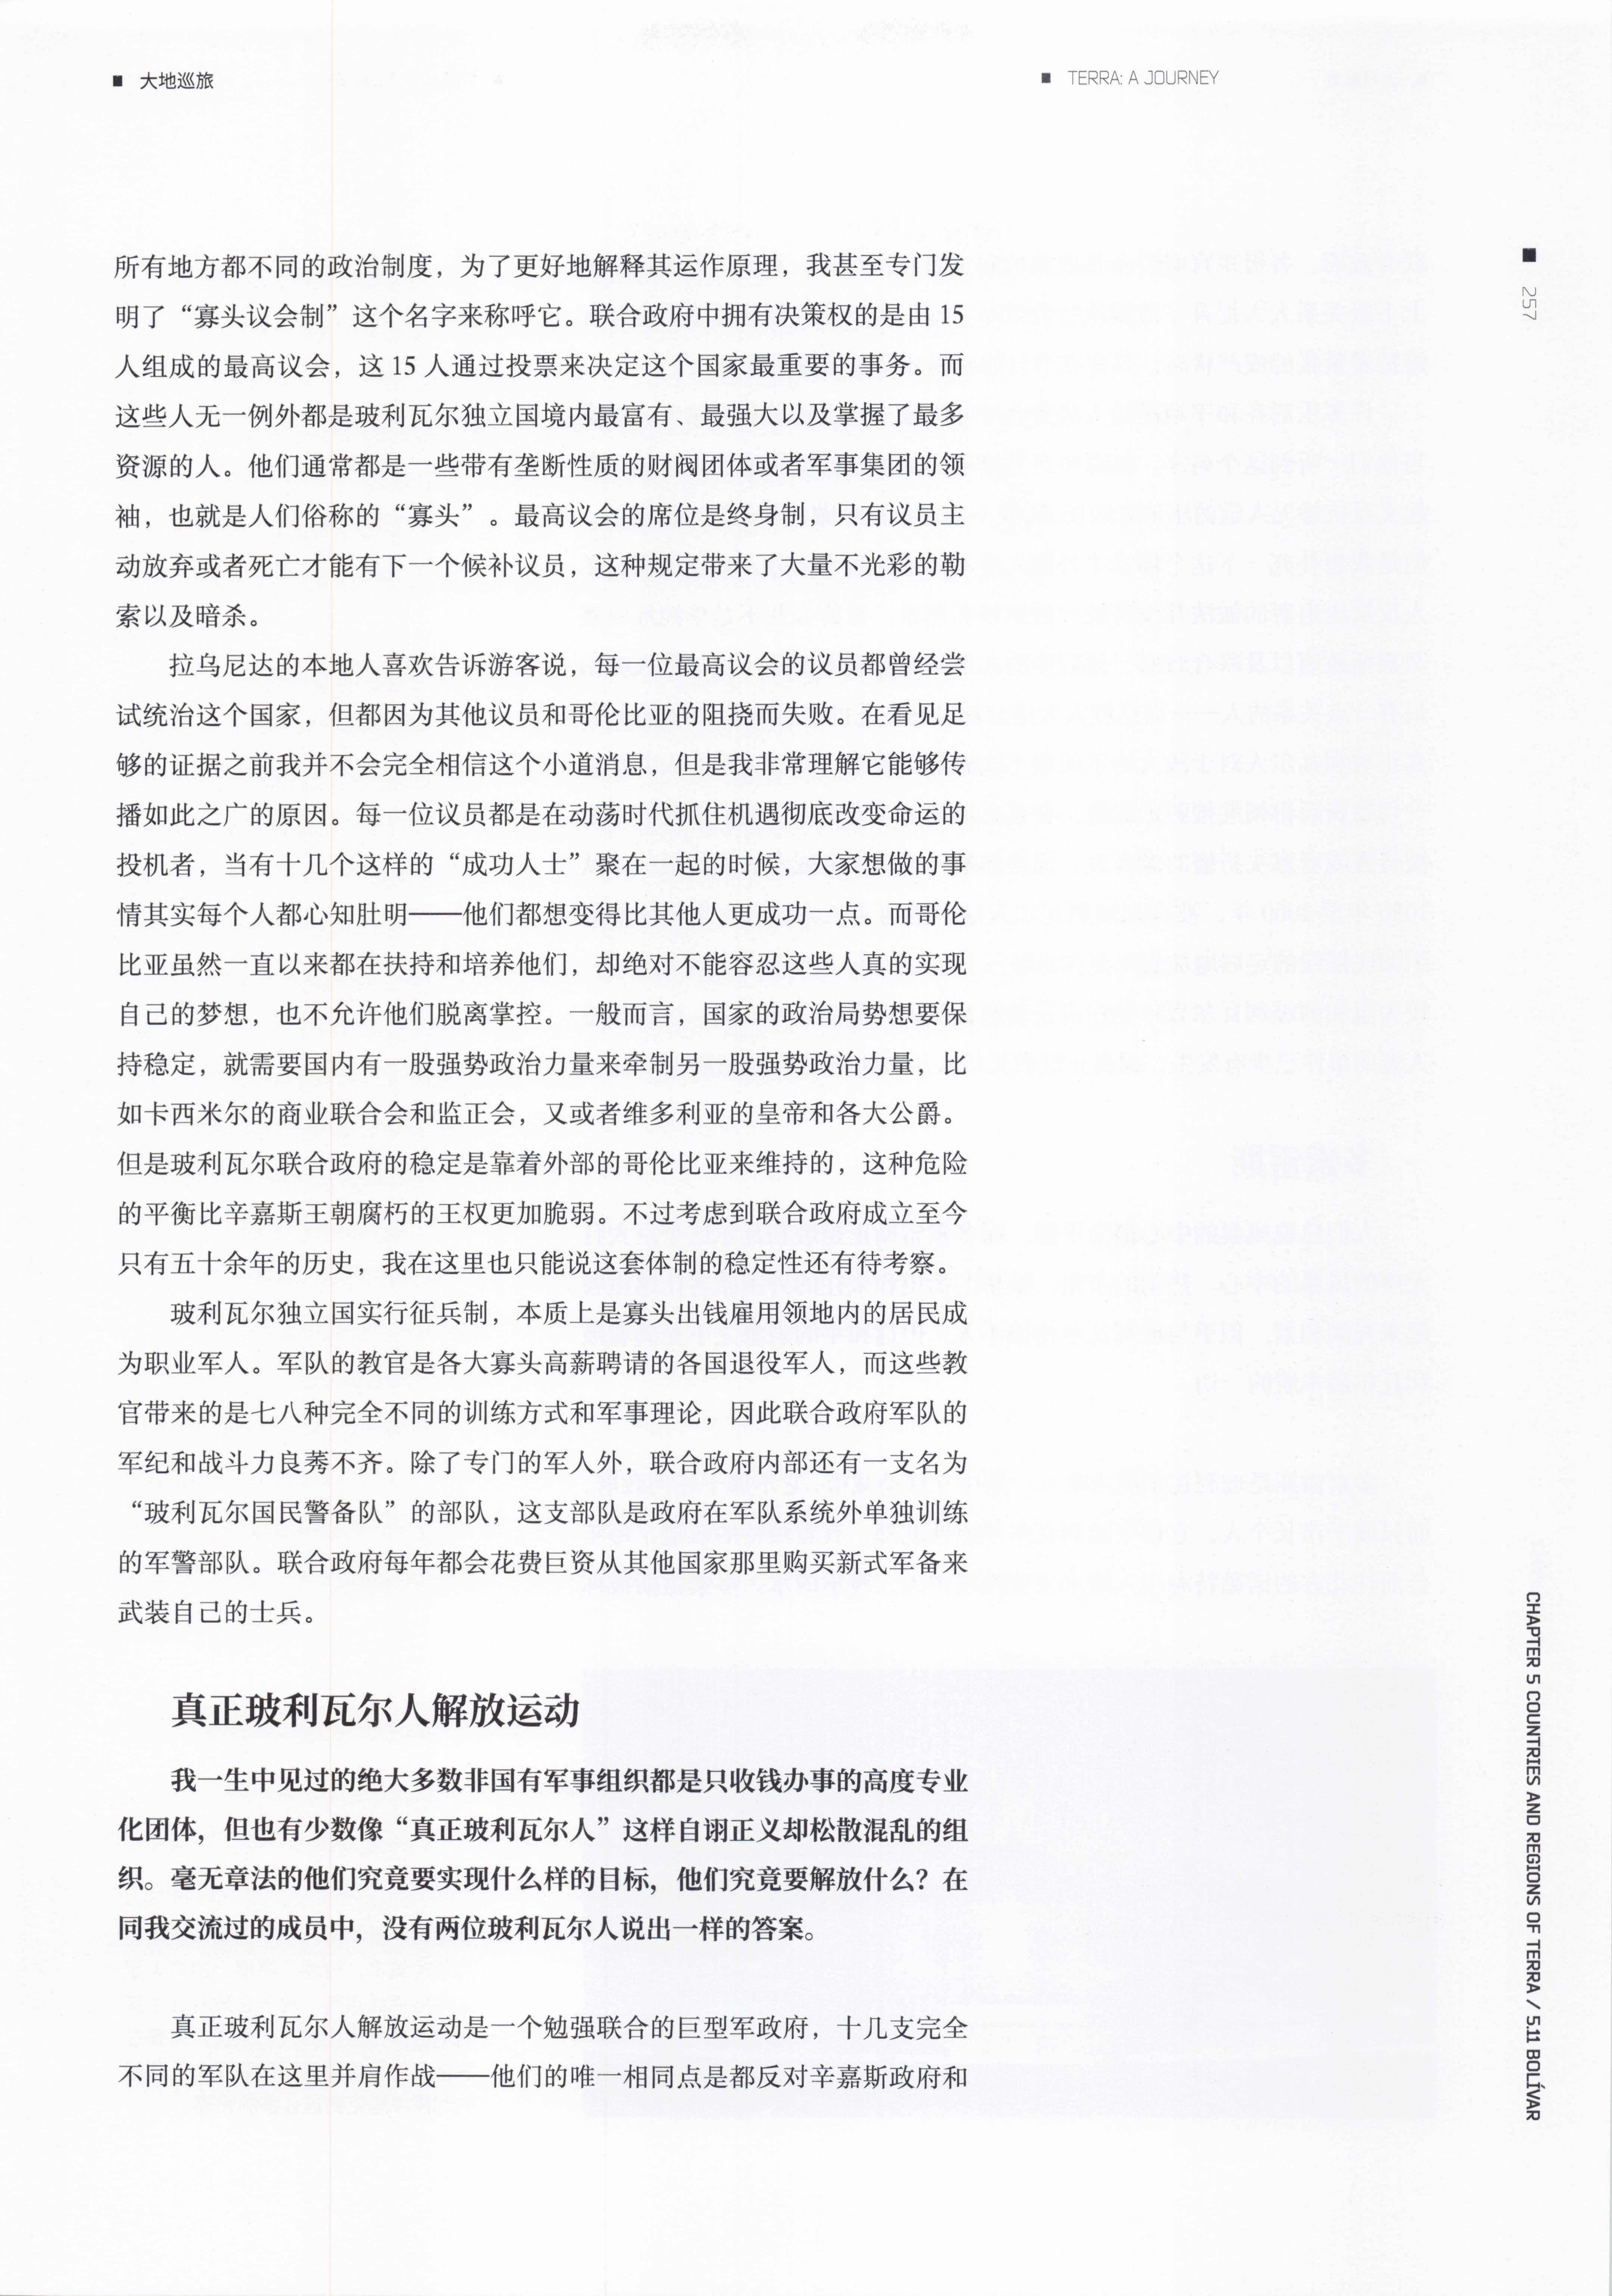 ■ 大地巡旅
■ TERRA: A JOURNEY
所有地方都不同的政治制度，为了更好地解释其运作原理，我甚至专门发
明了“寡头议会制”这个名字来称呼它。联合政府中拥有决策权的是由 15
人组成的最高议会，这 15 人通过投票来决定这个国家最重要的事务。而
这些人无一例外都是玻利瓦尔独立国境内最富有、最强大以及掌握了最多
资源的人。他们通常都是一些带有垄断性质的财阀团体或者军事集团的领
袖，也就是人们俗称的“寡头”。最高议会的席位是终身制，只有议员主
动放弃或者死亡才能有下一个候补议员，这种规定带来了大量不光彩的勒
索以及暗杀。
拉乌尼达的本地人喜欢告诉游客说，每一位最高议会的议员都曾经尝
试统治这个国家，但都因为其他议员和哥伦比亚的阻挠而失败。在看见足
够的证据之前我并不会完全相信这个小道消息，但是我非常理解它能够传
播如此之广的原因。每一位议员都是在动荡时代抓住机遇彻底改变命运的
投机者，当有十几个这样的“成功人士”聚在一起的时候，大家想做的事
情其实每个人都心知肚明——他们都想变得比其他人更成功一点。而哥伦
比亚虽然一直以来都在扶持和培养他们，却绝对不能容忍这些人真的实现
自己的梦想，也不允许他们脱离掌控。一般而言，国家的政治局势想要保
持稳定，就需要国内有一股强势政治力量来牵制另一股强势政治力量，比
如卡西米尔的商业联合会和监正会，又或者维多利亚的皇帝和各大公爵。
但是玻利瓦尔联合政府的稳定是靠着外部的哥伦比亚来维持的，这种危险
的平衡比辛嘉斯王朝腐朽的王权更加脆弱。不过考虑到联合政府成立至今
只有五十余年的历史，我在这里也只能说这套体制的稳定性还有待考察。
玻利瓦尔独立国实行征兵制，本质上是寡头出钱雇用领地内的居民成
为职业军人。军队的教官是各大寡头高薪聘请的各国退役军人，而这些教
官带来的是七八种完全不同的训练方式和军事理论，因此联合政府军队的
军纪和战斗力良莠不齐。除了专门的军人外，联合政府内部还有一支名为
“玻利瓦尔国民警备队”的部队，这支部队是政府在军队系统外单独训练
的军警部队。联合政府每年都会花费巨资从其他国家那里购买新式军备来
武装自己的士兵。
真正玻利瓦尔人解放运动
我一生中见过的绝大多数非国有军事组织都是只收钱办事的高度专业
化团体，但也有少数像“真正玻利瓦尔人”这样自诩正义却松散混乱的组
织。毫无章法的他们究竟要实现什么样的目标，他们究竟要解放什么？在
同我交流过的成员中，没有两位玻利瓦尔人说出一样的答案。
真正玻利瓦尔人解放运动是一个勉强联合的巨型军政府，十几支完全
不同的军队在这里并肩作战——他们的唯一相同点是都反对辛嘉斯政府和
■ 257
CHAPTER 5 COUNTRIES AND REGIONS OF TERRA / 5.11 BOLÍVAR